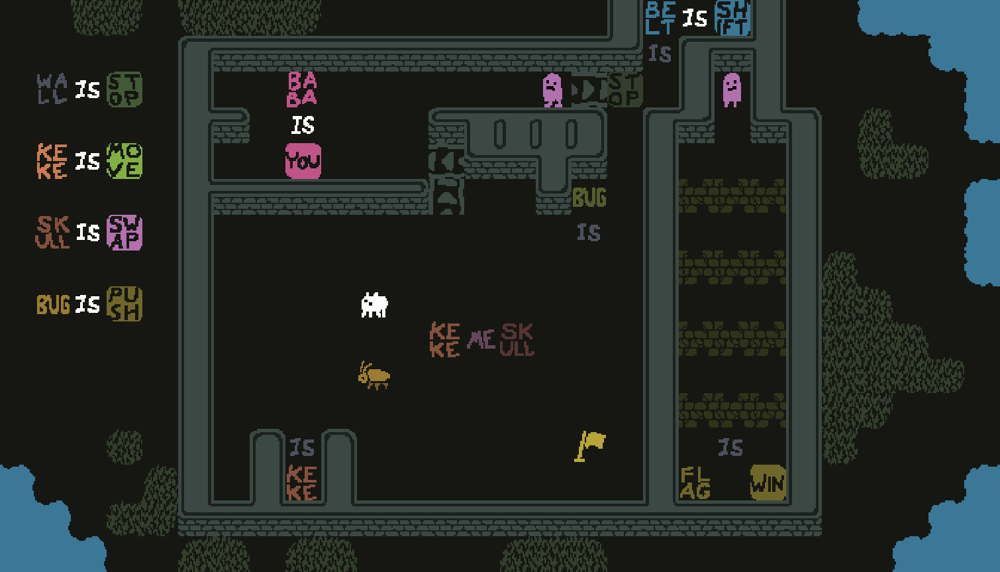 BELT IS SHIFT
IS
WALL IS STOP
BABA
STOP
IS
KEKE IS MOVE
YOU
BUG
SKULL IS SWAP
IS
BUG IS PUSH
KEKE ME SKULL
IS
IS
KEKE
FLAG
WIN